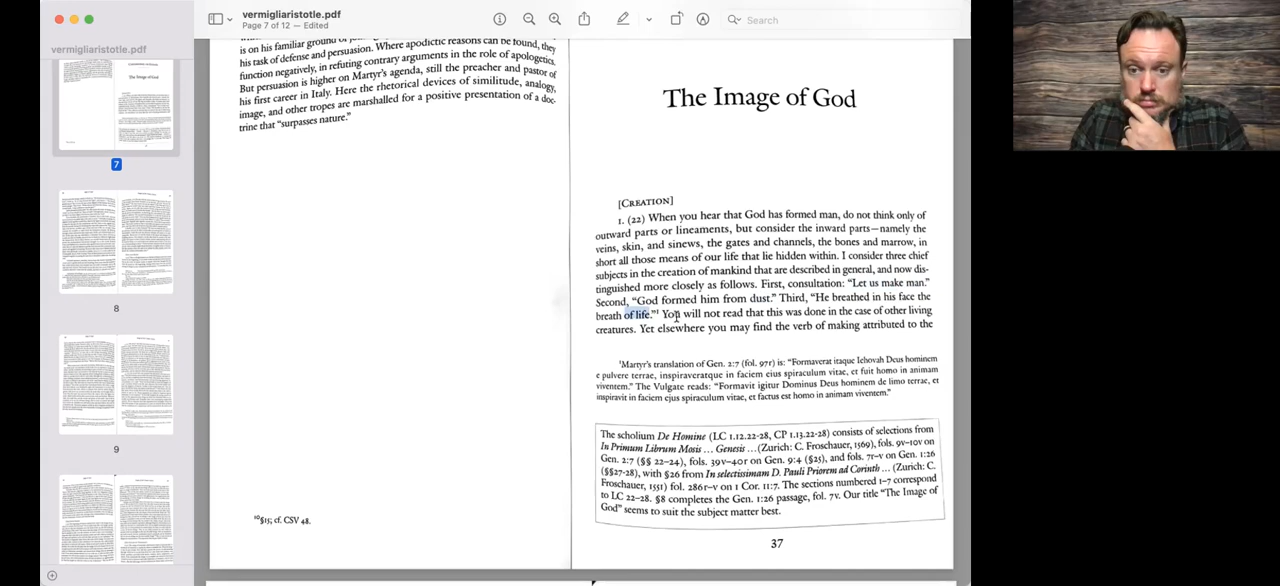 vermigliaristotle.pdf
Page 7 of 12 – Edited
Search
vermigliaristotle.pdf
7
8
9
is on his familiar ground of
his task of defense and persuasion. Where apodictic reasons can be found, they
function negatively, in refuting contrary arguments in the role of apologetics.
But persuasion is higher on Martyr's agenda, still the preacher and pastor of
his first career in Italy. Here the rhetorical devices of similitude, analogy,
image, and other tropes are marshalled for a positive presentation of a doc-
trine that “surpasses nature.”
¹⁰§15; cf. CSV 48.
The Image of God
[CREATION]
1. (22) When you hear that God has formed man, do not think only of
outward parts or lineaments, but consider the inward parts—namely the
veins, skin, and sinews, the gates and channels, the bones and marrow, in
short all those means of our life that lie hidden within. I consider three chief
subjects in the creation of mankind that are described in general, and now dis-
tinguished more closely as follows. First, consultation: “Let us make man.”
Second, “God formed him from dust.” Third, “He breathed in his face the
breath of life.”¹ You will not read that this was done in the case of other living
creatures. Yet elsewhere you may find the verb of making attributed to the
¹Martyr's translation of Gen. 2:7 (fol. 97r) is: “Formaverat itaque Iehovah Deus hominem
e pulvere terrae, inspiraveratque in faciem eius spiraculum vitae, et fuit homo in animam
viventem.” The Vulgate reads: “Formavit igitur Dominus Deus hominem de limo terrae, et
inspiravit in faciem ejus spiraculum vitae, et factus est homo in animam viventem.”
The scholium De Homine (LC 1.12.22-28, CP 1.13.22-28) consists of selections from
In Primum Librum Mosis ... Genesis ...(Zurich: C. Froschauer, 1569), fols. 9v-10v on
Gen. 2:7 (§§ 22–24), fols. 39v–40r on Gen. 9:4 (§25), and fols. 7r–v on Gen. 1:26
(§§27-28), with §26 from In selectissimam D. Pauli Priorem ad Corinth ... (Zurich: C.
Froschauer, 1551) fol. 286r–v on 1 Cor. 11:7. The sections numbered 1–7 correspond
to LC 22–28. §8 completes the Gen. 1:26 passage, fol. 7v. Our title “The Image of
God” seems to suit the subject matter best.
37